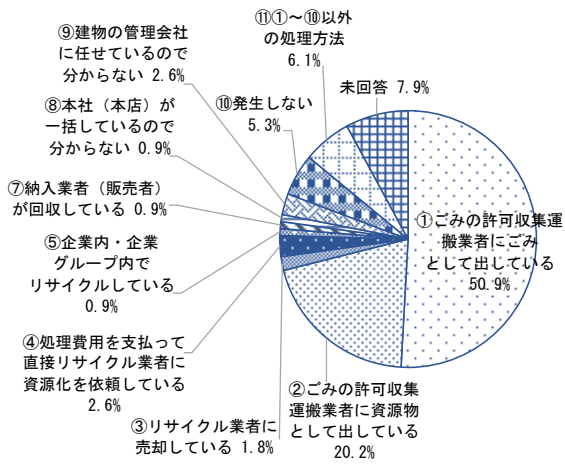 ①ごみの許可収集運
搬業者にごみ
として出している
50.9%
②ごみの許可収集
運搬業者に資源物
として出している
20.2%
③リサイクル業者に
売却している 1.8%
④処理費用を支払って
直接リサイクル業者に
資源化を依頼している
2.6%
⑤企業内・企業
グループ内で
リサイクルしている
0.9%
⑦納入業者（販売者）
が回収している 0.9%
⑧本社（本店）が
一括しているので
分からない 0.9%
⑨建物の管理会社
に任せているので
分からない 2.6%
⑩発生しない
5.3%
⑪①～⑩以外
の処理方法
6.1%
未回答 7.9%